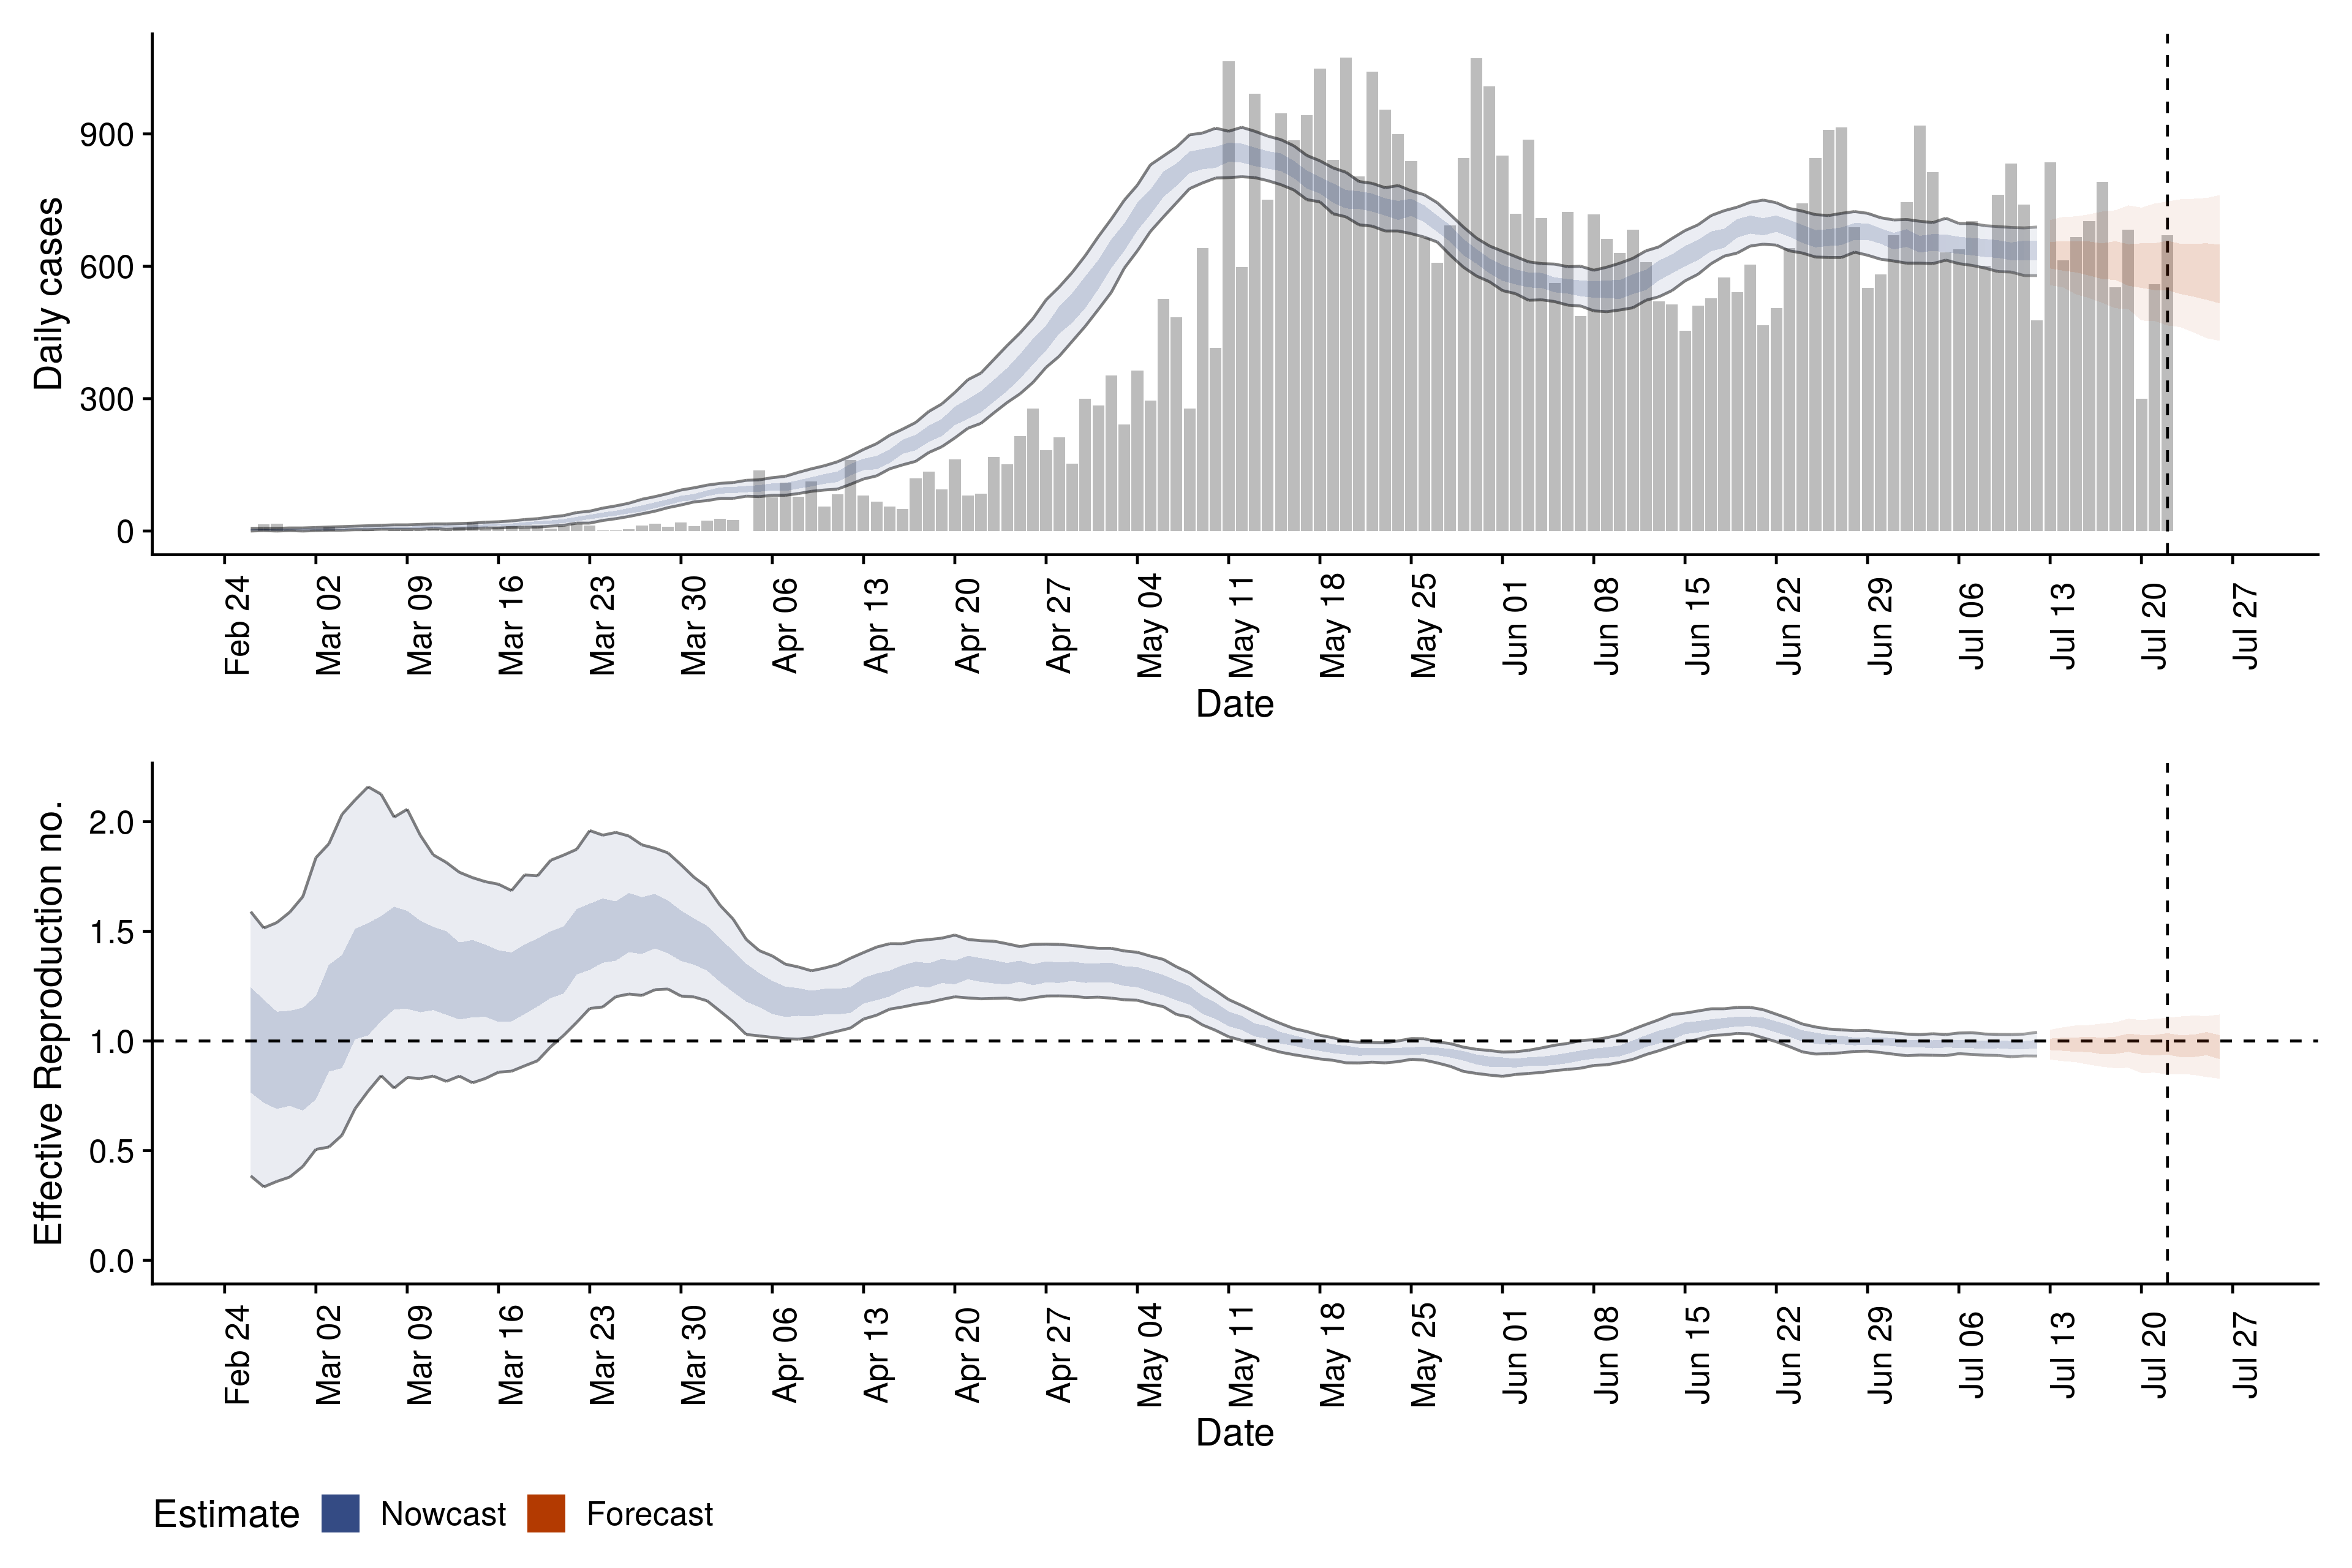 Daily cases
900
600
300
0
Feb 24 Mar 02 Mar 09 Mar 16 Mar 23 Mar 30 Apr 06 Apr 13 Apr 20 Apr 27 May 04 May 11 May 18 May 25 Jun 01 Jun 08 Jun 15 Jun 22 Jun 29 Jul 06 Jul 13 Jul 20 Jul 27
Date
Effective Reproduction no.
2.0
1.5
1.0
0.5
0.0
Feb 24 Mar 02 Mar 09 Mar 16 Mar 23 Mar 30 Apr 06 Apr 13 Apr 20 Apr 27 May 04 May 11 May 18 May 25 Jun 01 Jun 08 Jun 15 Jun 22 Jun 29 Jul 06 Jul 13 Jul 20 Jul 27
Date
Estimate Nowcast Forecast